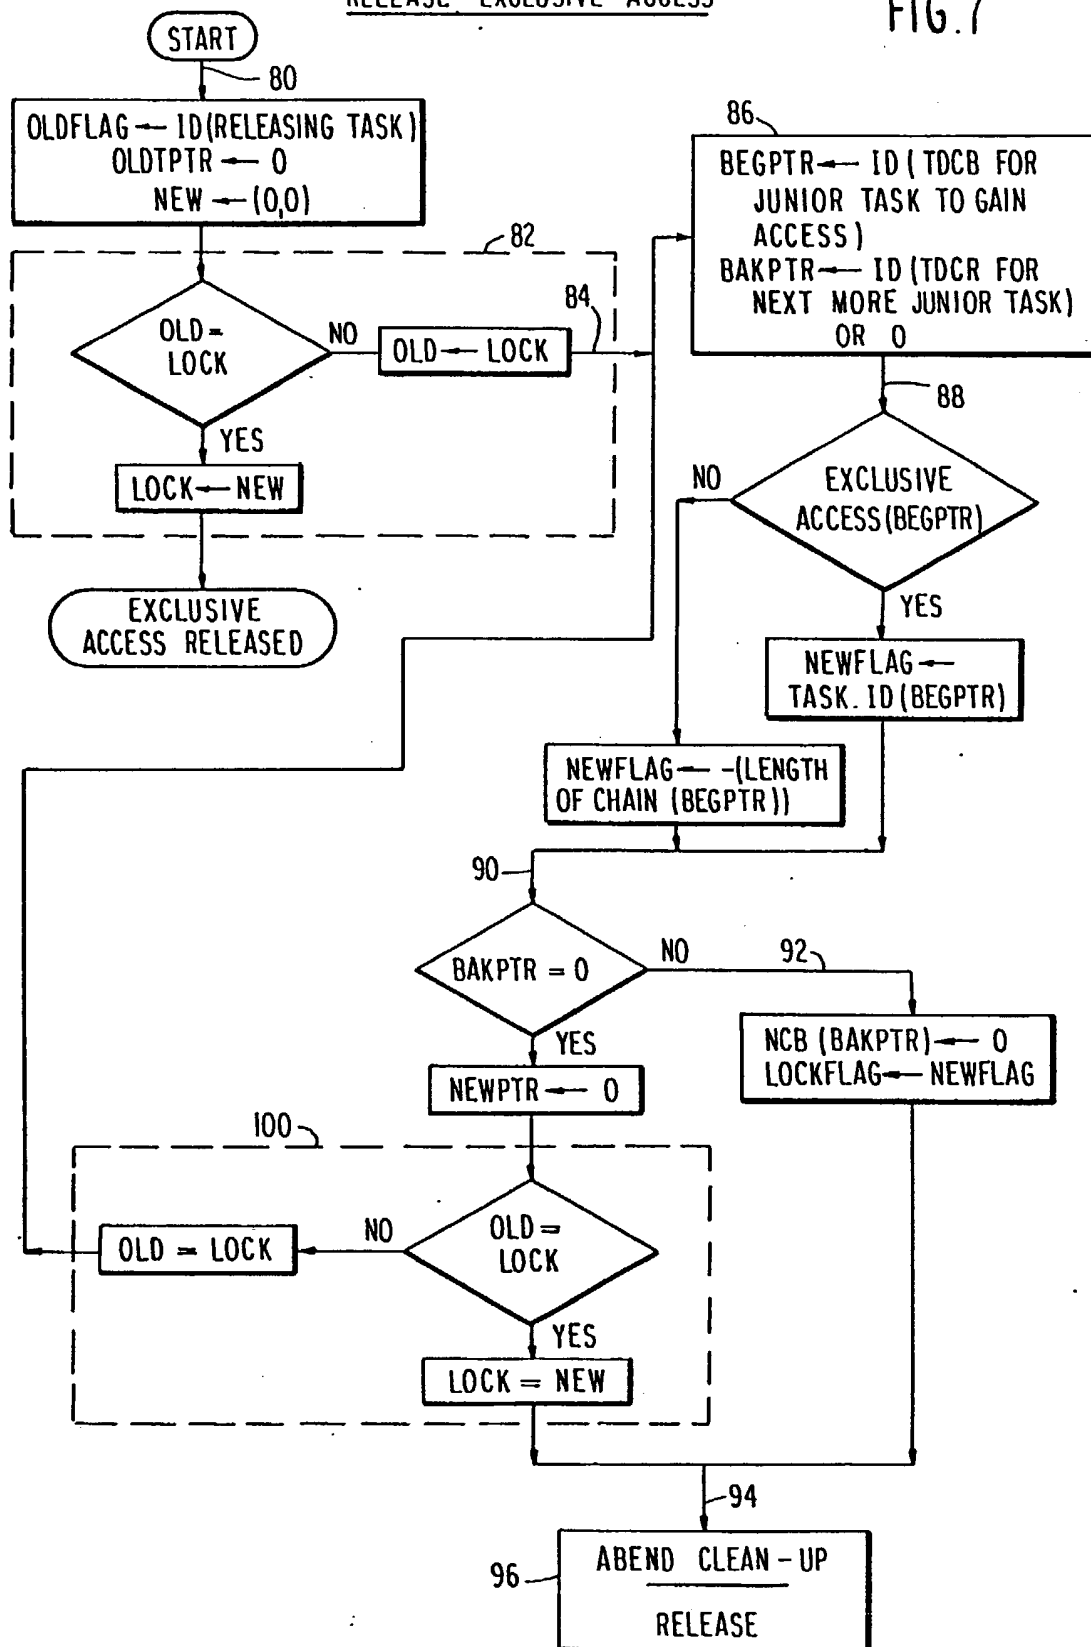 RELEASE EXCLUSIVE ACCESS
FIG. 7
START
80
OLDFLAG ← ID(RELEASING TASK)
OLDTPTR ← 0
NEW ← (0,0)
82
OLD =
LOCK
NO
OLD ← LOCK
84
YES
LOCK ← NEW
EXCLUSIVE
ACCESS RELEASED
86
BEGPTR ← ID (TDCB FOR
JUNIOR TASK TO GAIN
ACCESS)
BAKPTR ← ID (TDCR FOR
NEXT MORE JUNIOR TASK)
OR 0
88
EXCLUSIVE
ACCESS(BEGPTR)
NO
YES
NEWFLAG ←
TASK. ID (BEGPTR)
NEWFLAG ← -(LENGTH
OF CHAIN (BEGPTR))
90
BAKPTR = 0
NO
92
YES
NCB (BAKPTR) ← 0
LOCKFLAG ← NEWFLAG
NEWPTR ← 0
100
OLD =
LOCK
NO
OLD = LOCK
YES
LOCK = NEW
94
96
ABEND CLEAN-UP
RELEASE